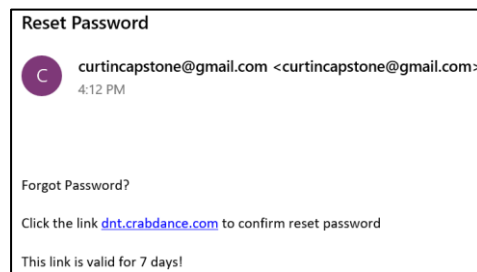 Reset Password
C
curtincapstone@gmail.com <curtincapstone@gmail.com>
4:12 PM
Forgot Password?
Click the link dnt.crabdance.com to confirm reset password
This link is valid for 7 days!